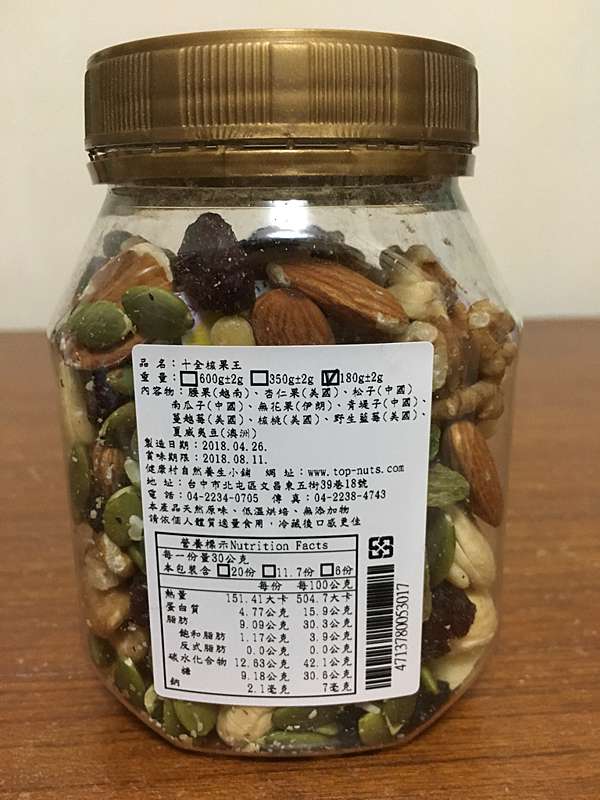 品名：十全核果王
重量：☐600g±2g ☐350g±2g ☑180g±2g
內容物：腰果(越南)、杏仁果(美國)、松子(中國)
南瓜子(中國)、無花果(伊朗)、青堤子(中國)、
蔓越莓(美國)、核桃(美國)、野生藍莓(美國)、
夏威夷豆(澳洲)
製造日期：2018.04.26.
賞味期限：2018.08.11.
健康村自然養生小舖 網址：www.top-nuts.com
地址：台中市北屯區文昌東五街39巷18號
電話：04-2234-0705 傳真：04-2238-4743
本產品天然原味、低溫烘焙、無添加物
請依個人體質適量食用，冷藏後口感更佳
營養標示Nutrition Facts
每一份量30公克
本包裝含 ☐20份 ☐11.7份 ☐6份
每份 每100公克
熱量 151.41大卡 504.7大卡
蛋白質 4.77公克 15.9公克
脂肪 9.09公克 30.3公克
飽和脂肪 1.17公克 3.9公克
反式脂肪 0.0公克 0.0公克
碳水化合物 12.63公克 42.1公克
糖 9.18公克 30.6公克
鈉 2.1毫克 7毫克
4713780053017